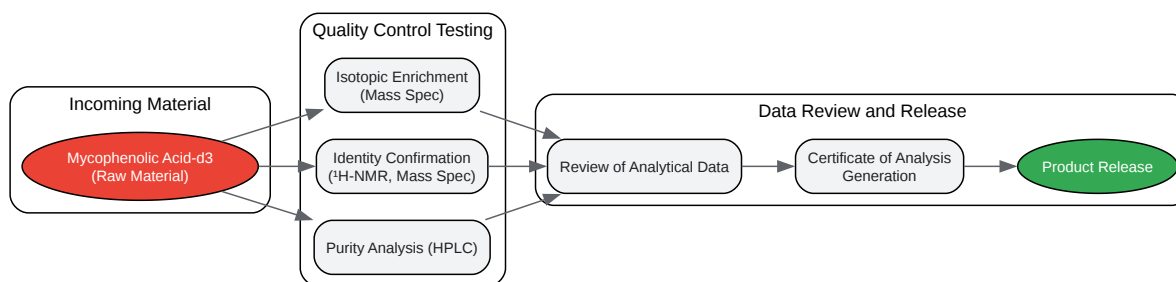 Quality Control Testing
Incoming Material
Mycophenolic Acid-d3
(Raw Material)
Isotopic Enrichment
(Mass Spec)
Identity Confirmation
(¹H-NMR, Mass Spec)
Purity Analysis (HPLC)
Data Review and Release
Review of Analytical Data
Certificate of Analysis
Generation
Product Release